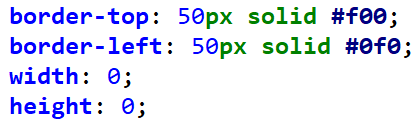 border-top: 50px solid #f00;
border-left: 50px solid #0f0;
width: 0;
height: 0;